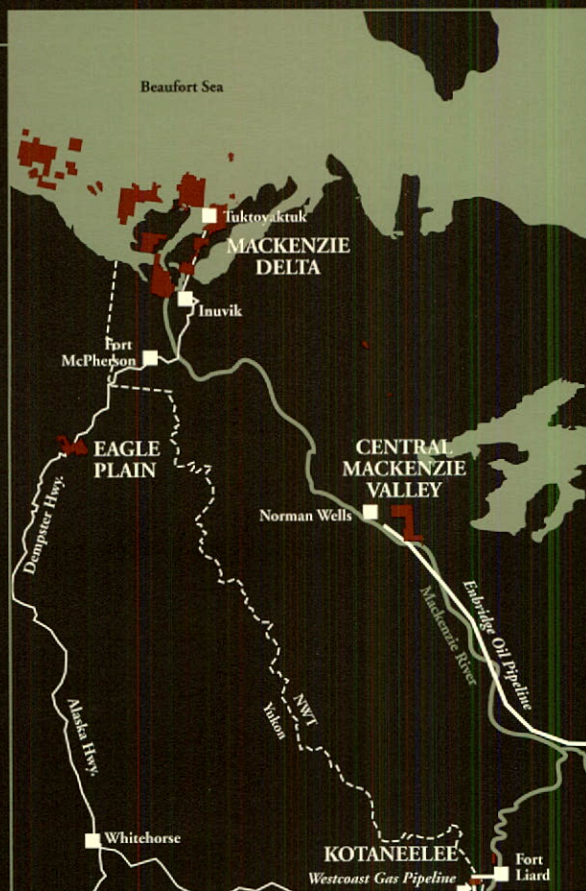 Beaufort Sea
Tuktoyaktuk
MACKENZIE
DELTA
Inuvik
Fort
McPherson
EAGLE
PLAIN
CENTRAL
MACKENZIE
VALLEY
Norman Wells
Dempster Hwy.
Mackenzie River
Enbridge Oil Pipeline
NWT
Yukon
Alaska Hwy.
Whitehorse
KOTANEELEE
Fort
Liard
Westcoast Gas Pipeline